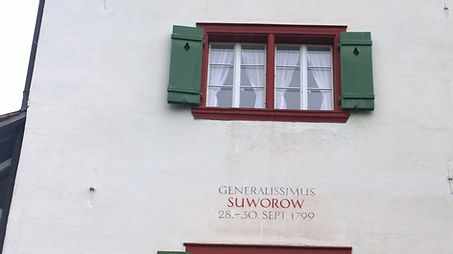 GENERALISSIMUS
SUWOROW
28.–30. SEPT. 1799